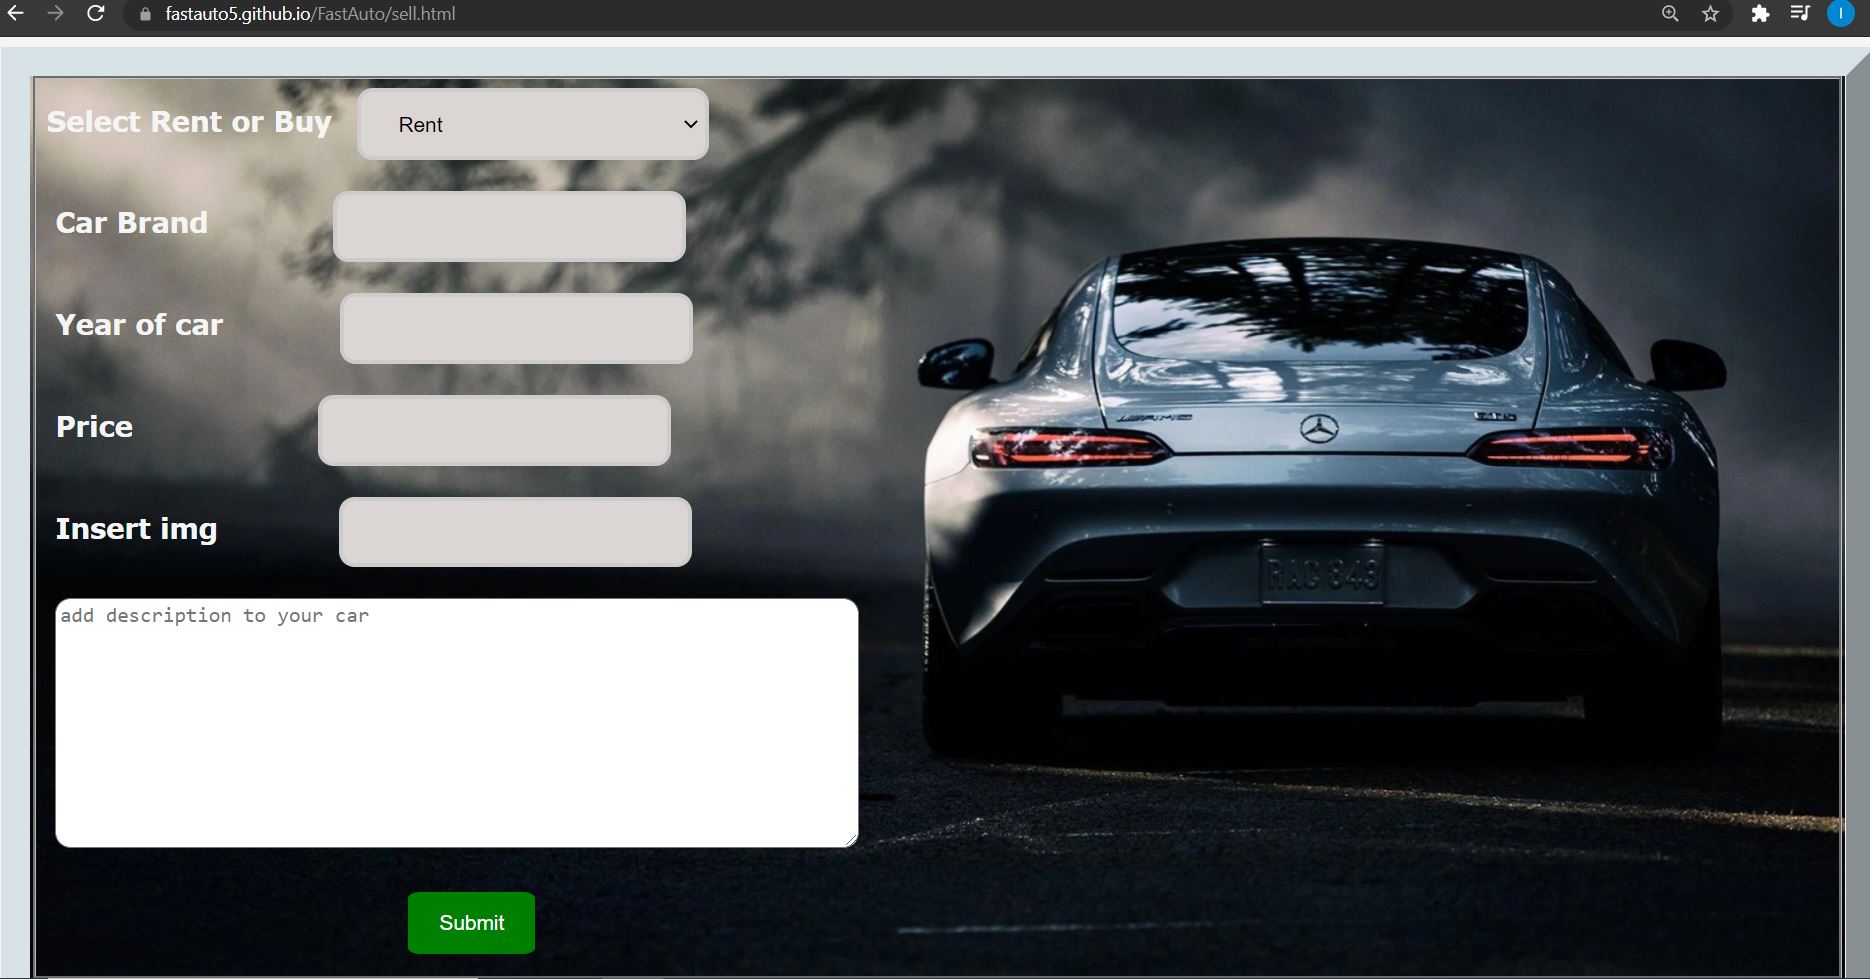 fastauto5.github.io/FastAuto/sell.html
I
Select Rent or Buy
Rent
Car Brand
Year of car
Price
Insert img
add description to your car
Submit
AMG
RAC 843